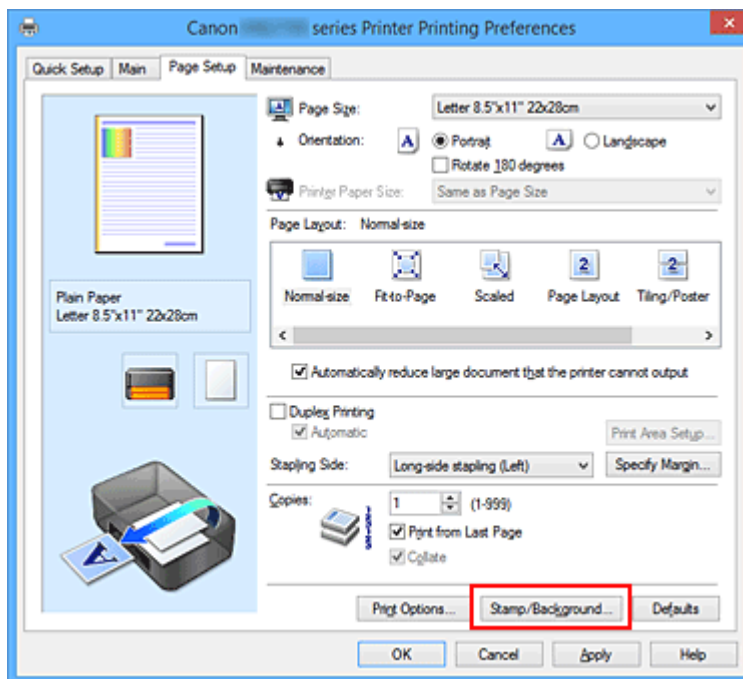 Canon series Printer Printing Preferences
Quick Setup Main Page Setup Maintenance
Page Size: Letter 8.5"x11" 22x28cm
Orientation: A Portrait A Landscape
Rotate 180 degrees
Printer Paper Size: Same as Page Size
Page Layout: Normal-size
2 2
Normal-size Fit-to-Page Scaled Page Layout Tiling/Poster
Automatically reduce large document that the printer cannot output
Plain Paper
Letter 8.5"x11" 22x28cm
Duplex Printing
Automatic Print Area Setup...
Stapling Side: Long-side stapling (Left) Specify Margin...
Copies: 1 (1-999)
Print from Last Page
Collate
A
Print Options... Stamp/Background... Defaults
OK Cancel Apply Help